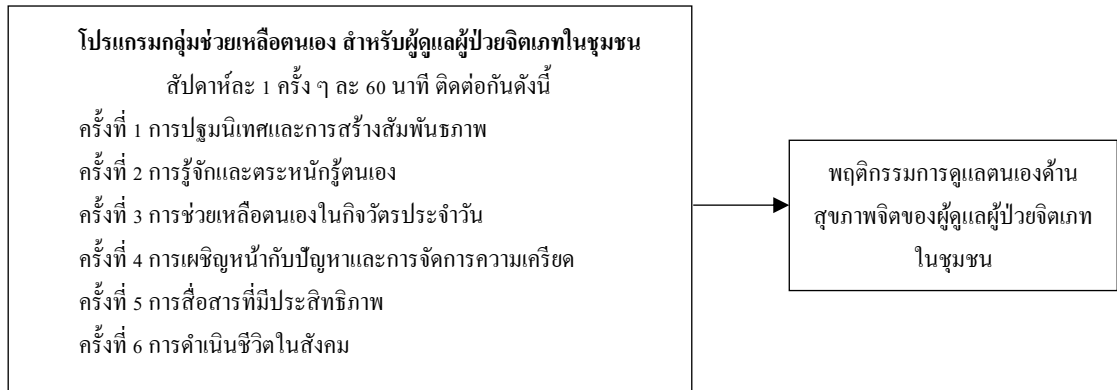 โปรแกรมกลุ่มช่วยเหลือตนเอง สำหรับผู้ดูแลผู้ป่วยจิตเภทในชุมชน
สัปดาห์ละ 1 ครั้ง ๆ ละ 60 นาที ติดต่อกันดังนี้
ครั้งที่ 1 การปฐมนิเทศและการสร้างสัมพันธภาพ
ครั้งที่ 2 การรู้จักและตระหนักรู้ตนเอง
ครั้งที่ 3 การช่วยเหลือตนเองในกิจวัตรประจำวัน
ครั้งที่ 4 การเผชิญหน้ากับปัญหาและการจัดการความเครียด
ครั้งที่ 5 การสื่อสารที่มีประสิทธิภาพ
ครั้งที่ 6 การดำเนินชีวิตในสังคม
พฤติกรรมการดูแลตนเองด้าน
สุขภาพจิตของผู้ดูแลผู้ป่วยจิตเภท
ในชุมชน